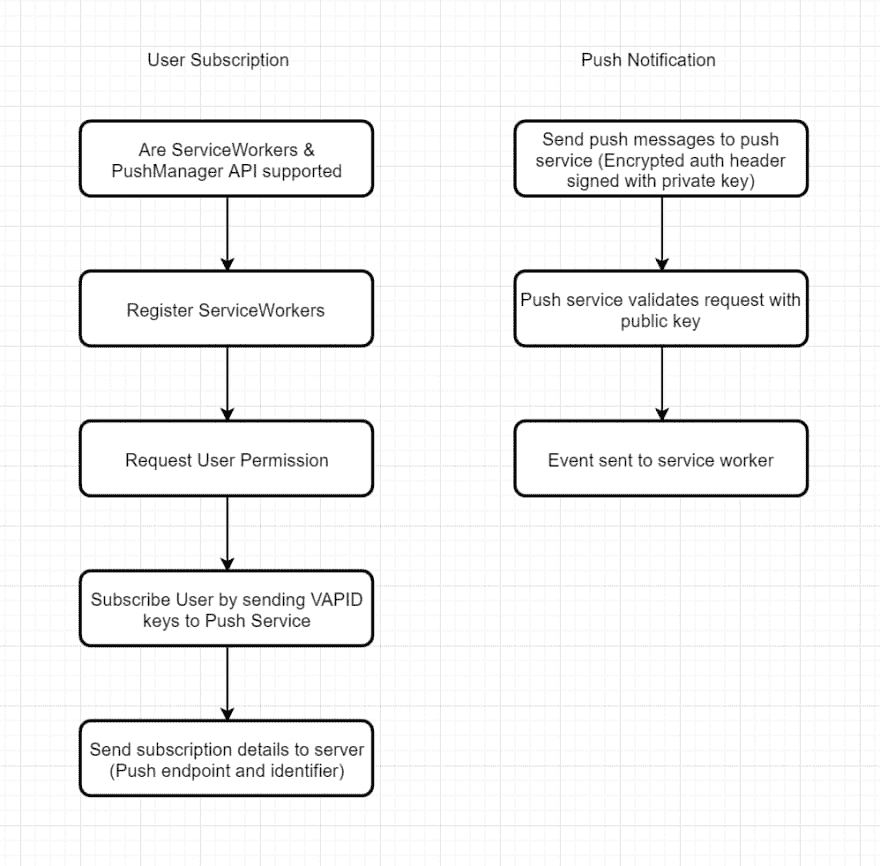 User Subscription
Are ServiceWorkers &
PushManager API supported
Register ServiceWorkers
Request User Permission
Subscribe User by sending VAPID
keys to Push Service
Send subscription details to server
(Push endpoint and identifier)
Push Notification
Send push messages to push
service (Encrypted auth header
signed with private key)
Push service validates request with
public key
Event sent to service worker